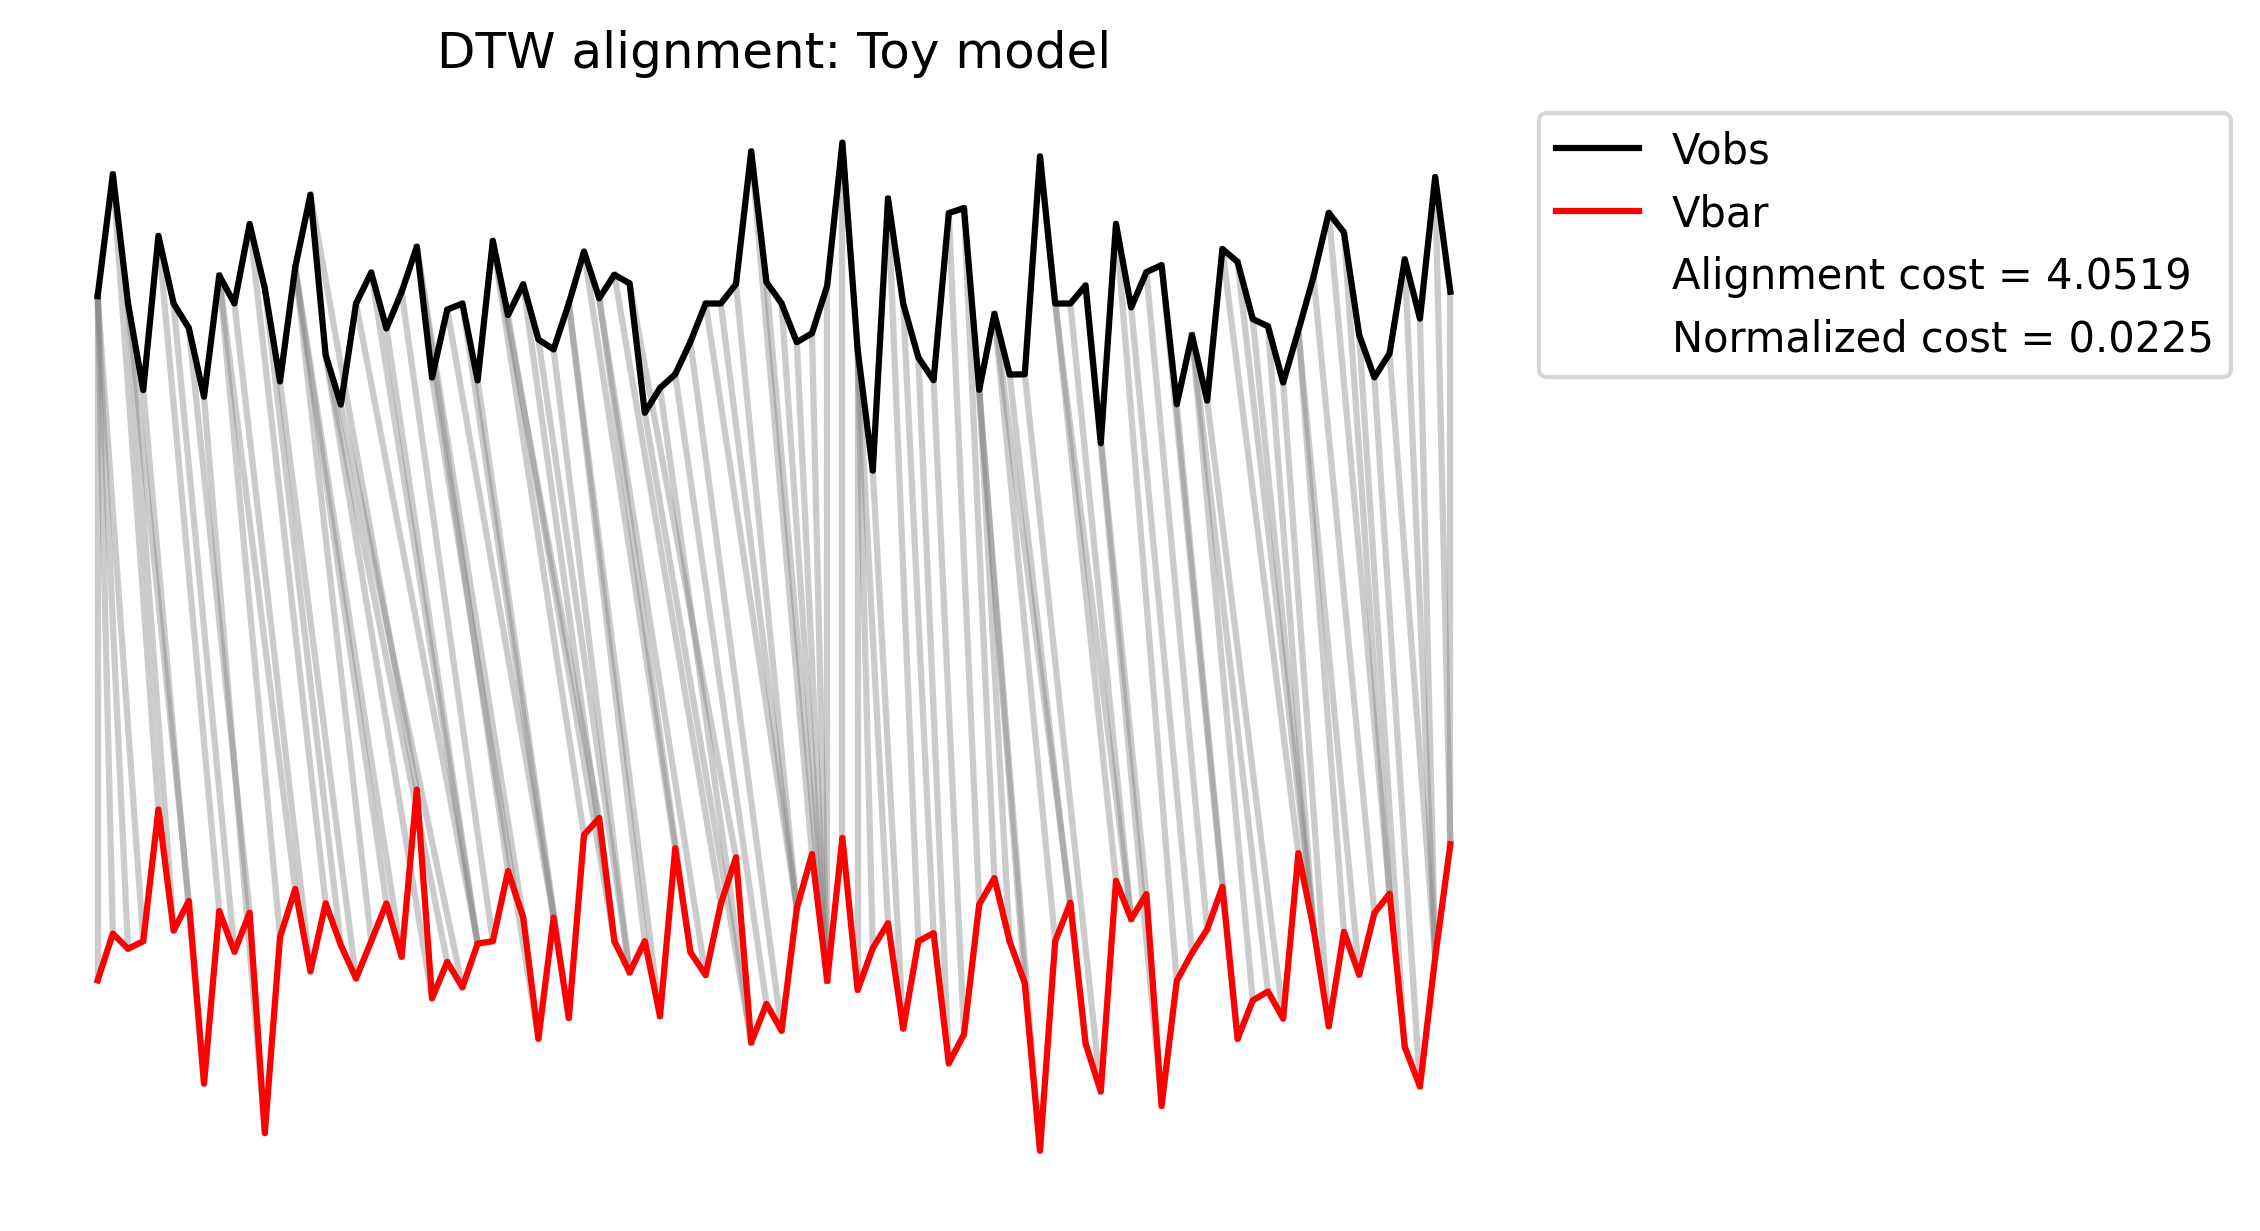 DTW alignment: Toy model
Vobs
Vbar
Alignment cost = 4.0519
Normalized cost = 0.0225